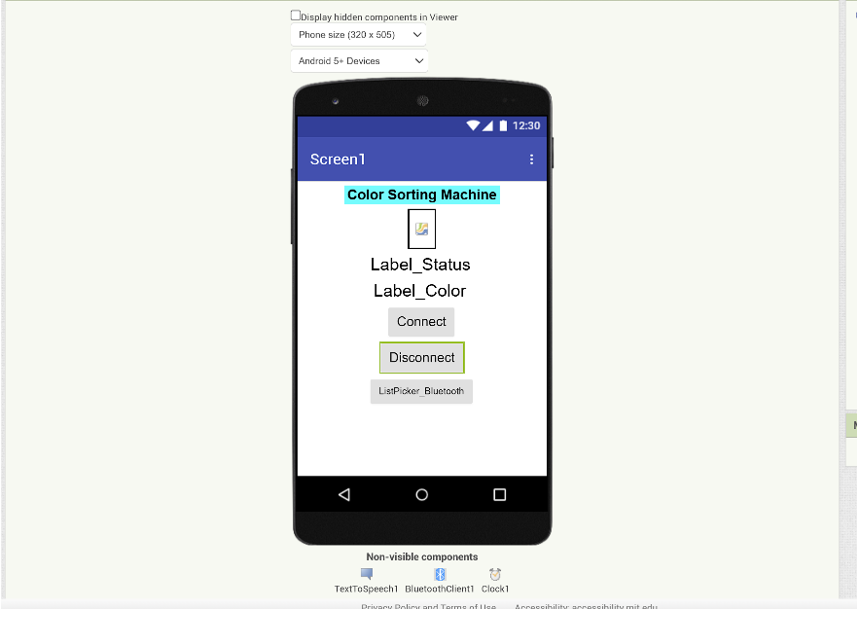 Display hidden components in Viewer
Phone size (320 x 505)
Android 5+ Devices
12:30
Screen1
Color Sorting Machine
Label_Status
Label_Color
Connect
Disconnect
ListPicker_Bluetooth
Non-visible components
TextToSpeech1 BluetoothClient1 Clock1
Privacy Policy and Terms of Use Accessibility: accessibility.mit.edu